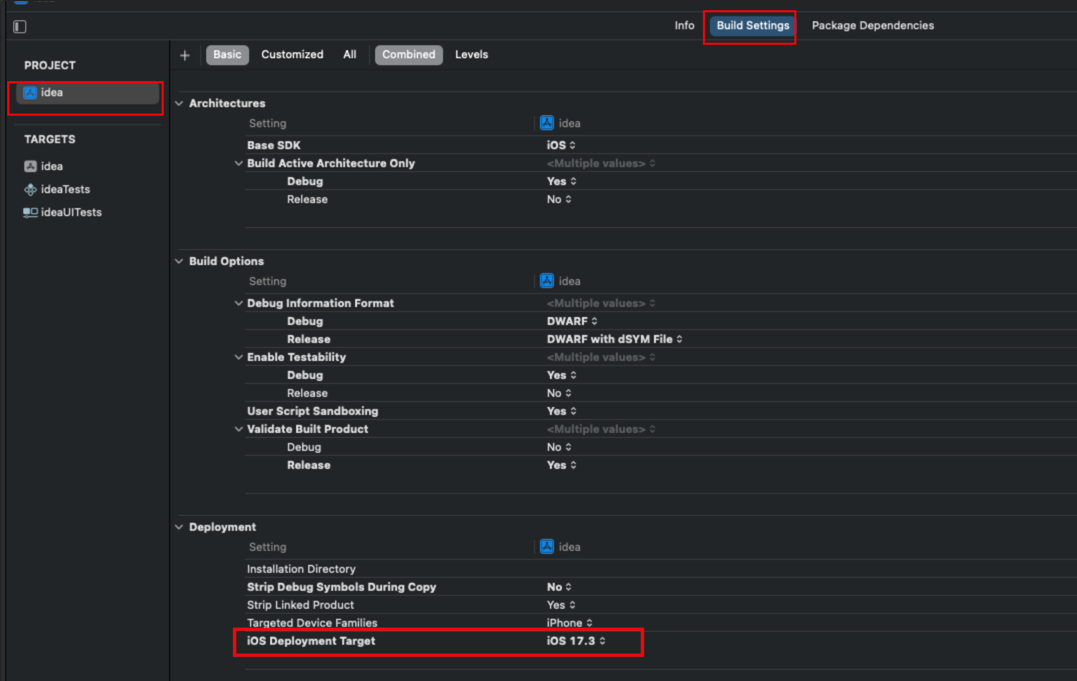 Info Build Settings Package Dependencies
PROJECT
idea
TARGETS
idea
ideaTests
ideaUITests
+ Basic Customized All Combined Levels
Architectures
Setting idea
Base SDK iOS
Build Active Architecture Only <Multiple values>
Debug Yes
Release No
Build Options
Setting idea
Debug Information Format <Multiple values>
Debug DWARF
Release DWARF with dSYM File
Enable Testability <Multiple values>
Debug Yes
Release No
User Script Sandboxing Yes
Validate Built Product <Multiple values>
Debug No
Release Yes
Deployment
Setting idea
Installation Directory
Strip Debug Symbols During Copy No
Strip Linked Product Yes
Targeted Device Families iPhone
iOS Deployment Target iOS 17.3